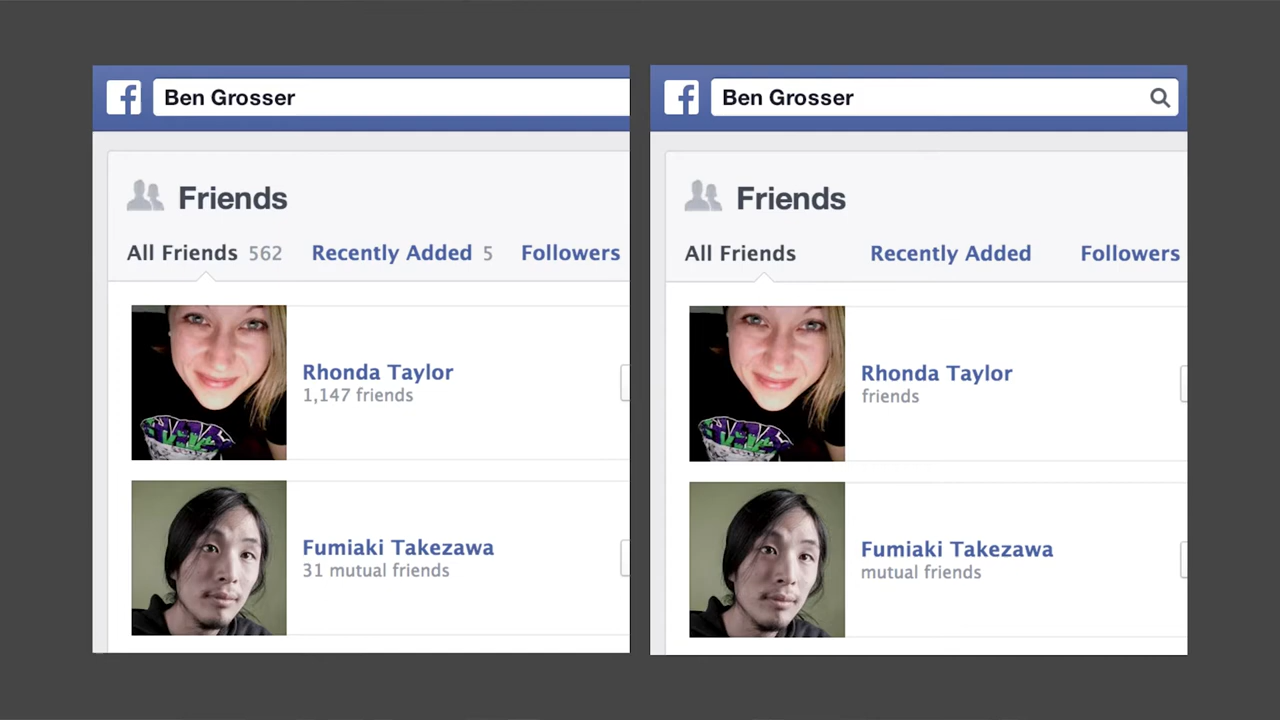 Ben Grosser
Friends
All Friends 562 Recently Added 5 Followers
Rhonda Taylor
1,147 friends
Fumiaki Takezawa
31 mutual friends
Ben Grosser
Friends
All Friends Recently Added Followers
Rhonda Taylor
friends
Fumiaki Takezawa
mutual friends